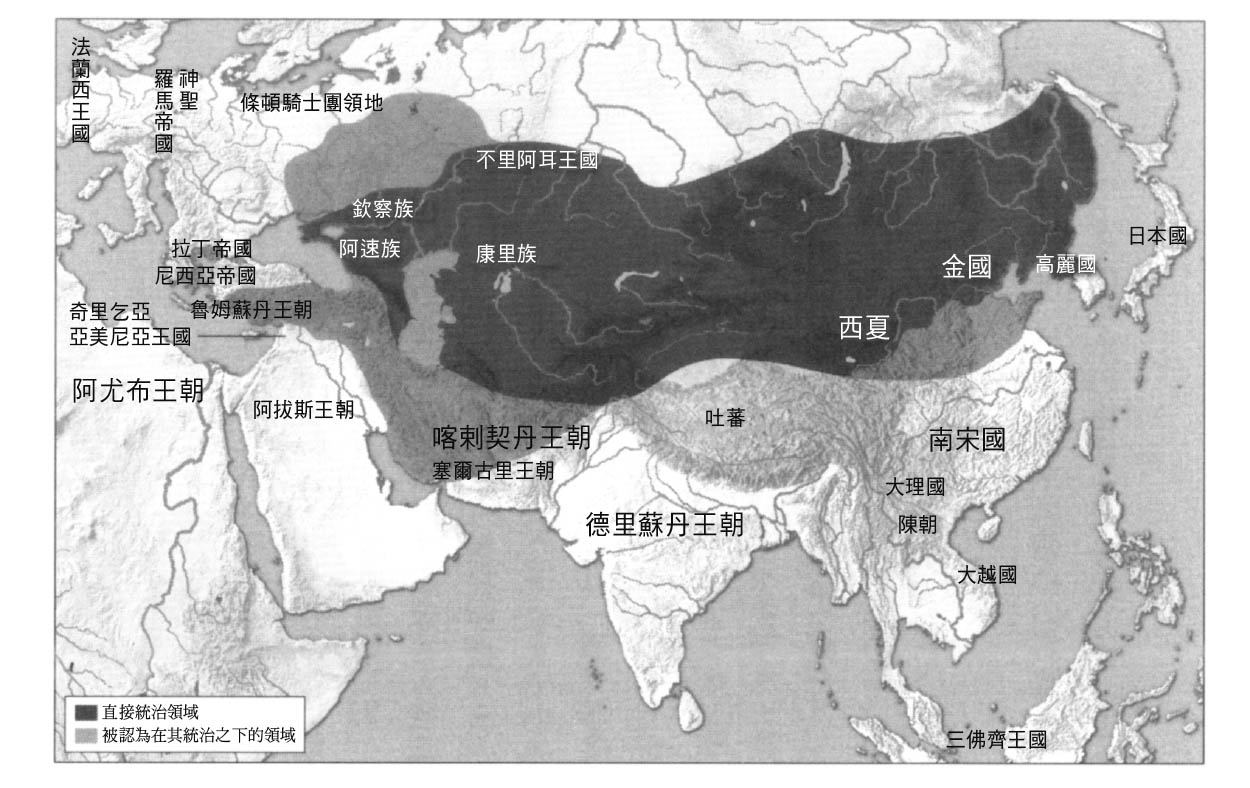 法蘭西王國
神聖
羅馬帝國
條頓騎士團領地
不里阿耳王國
欽察族
阿速族
康里族
拉丁帝國
尼西亞帝國
魯姆蘇丹王朝
奇里乞亞
亞美尼亞王國
阿尤布王朝
阿拔斯王朝
喀剌契丹王朝
塞爾古里王朝
德里蘇丹王朝
吐蕃
西夏
金國
高麗國
日本國
南宋國
大理國
陳朝
大越國
三佛齊王國
直接統治領域
被認為在其統治之下的領域